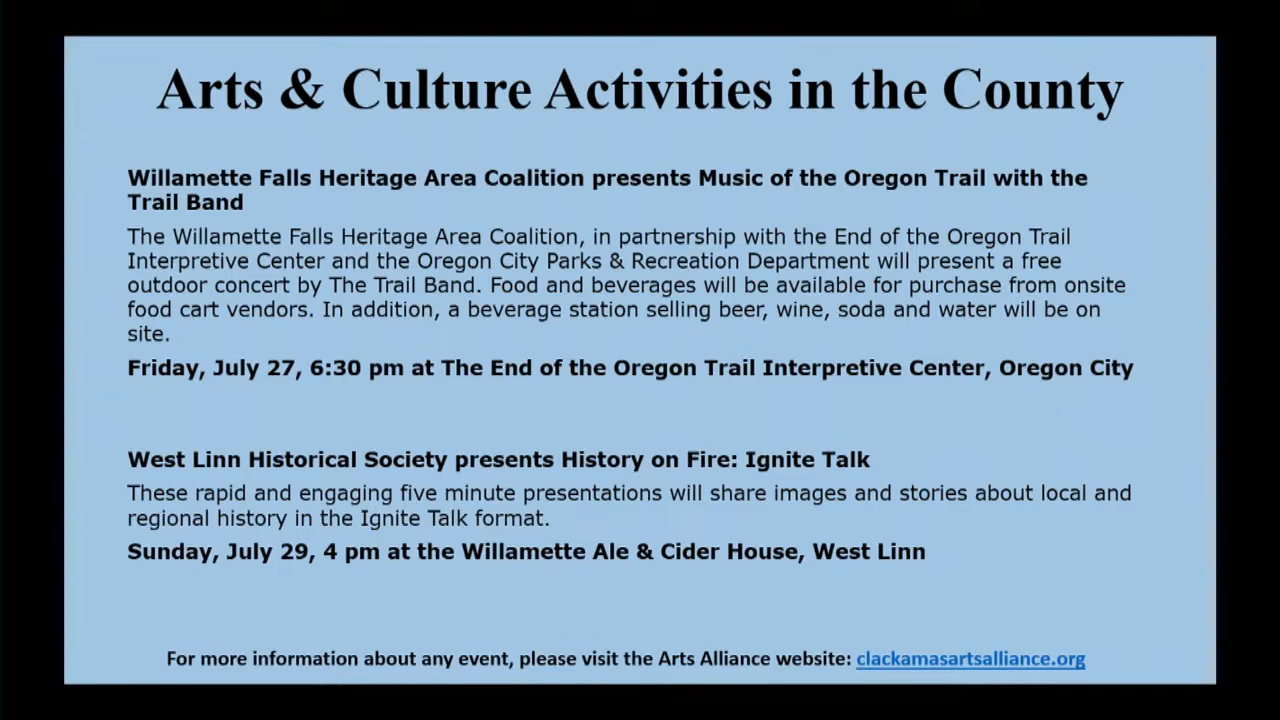 Arts & Culture Activities in the County
Willamette Falls Heritage Area Coalition presents Music of the Oregon Trail with the
Trail Band
The Willamette Falls Heritage Area Coalition, in partnership with the End of the Oregon Trail
Interpretive Center and the Oregon City Parks & Recreation Department will present a free
outdoor concert by The Trail Band. Food and beverages will be available for purchase from onsite
food cart vendors. In addition, a beverage station selling beer, wine, soda and water will be on
site.
Friday, July 27, 6:30 pm at The End of the Oregon Trail Interpretive Center, Oregon City
West Linn Historical Society presents History on Fire: Ignite Talk
These rapid and engaging five minute presentations will share images and stories about local and
regional history in the Ignite Talk format.
Sunday, July 29, 4 pm at the Willamette Ale & Cider House, West Linn
For more information about any event, please visit the Arts Alliance website: clackamasartsalliance.org